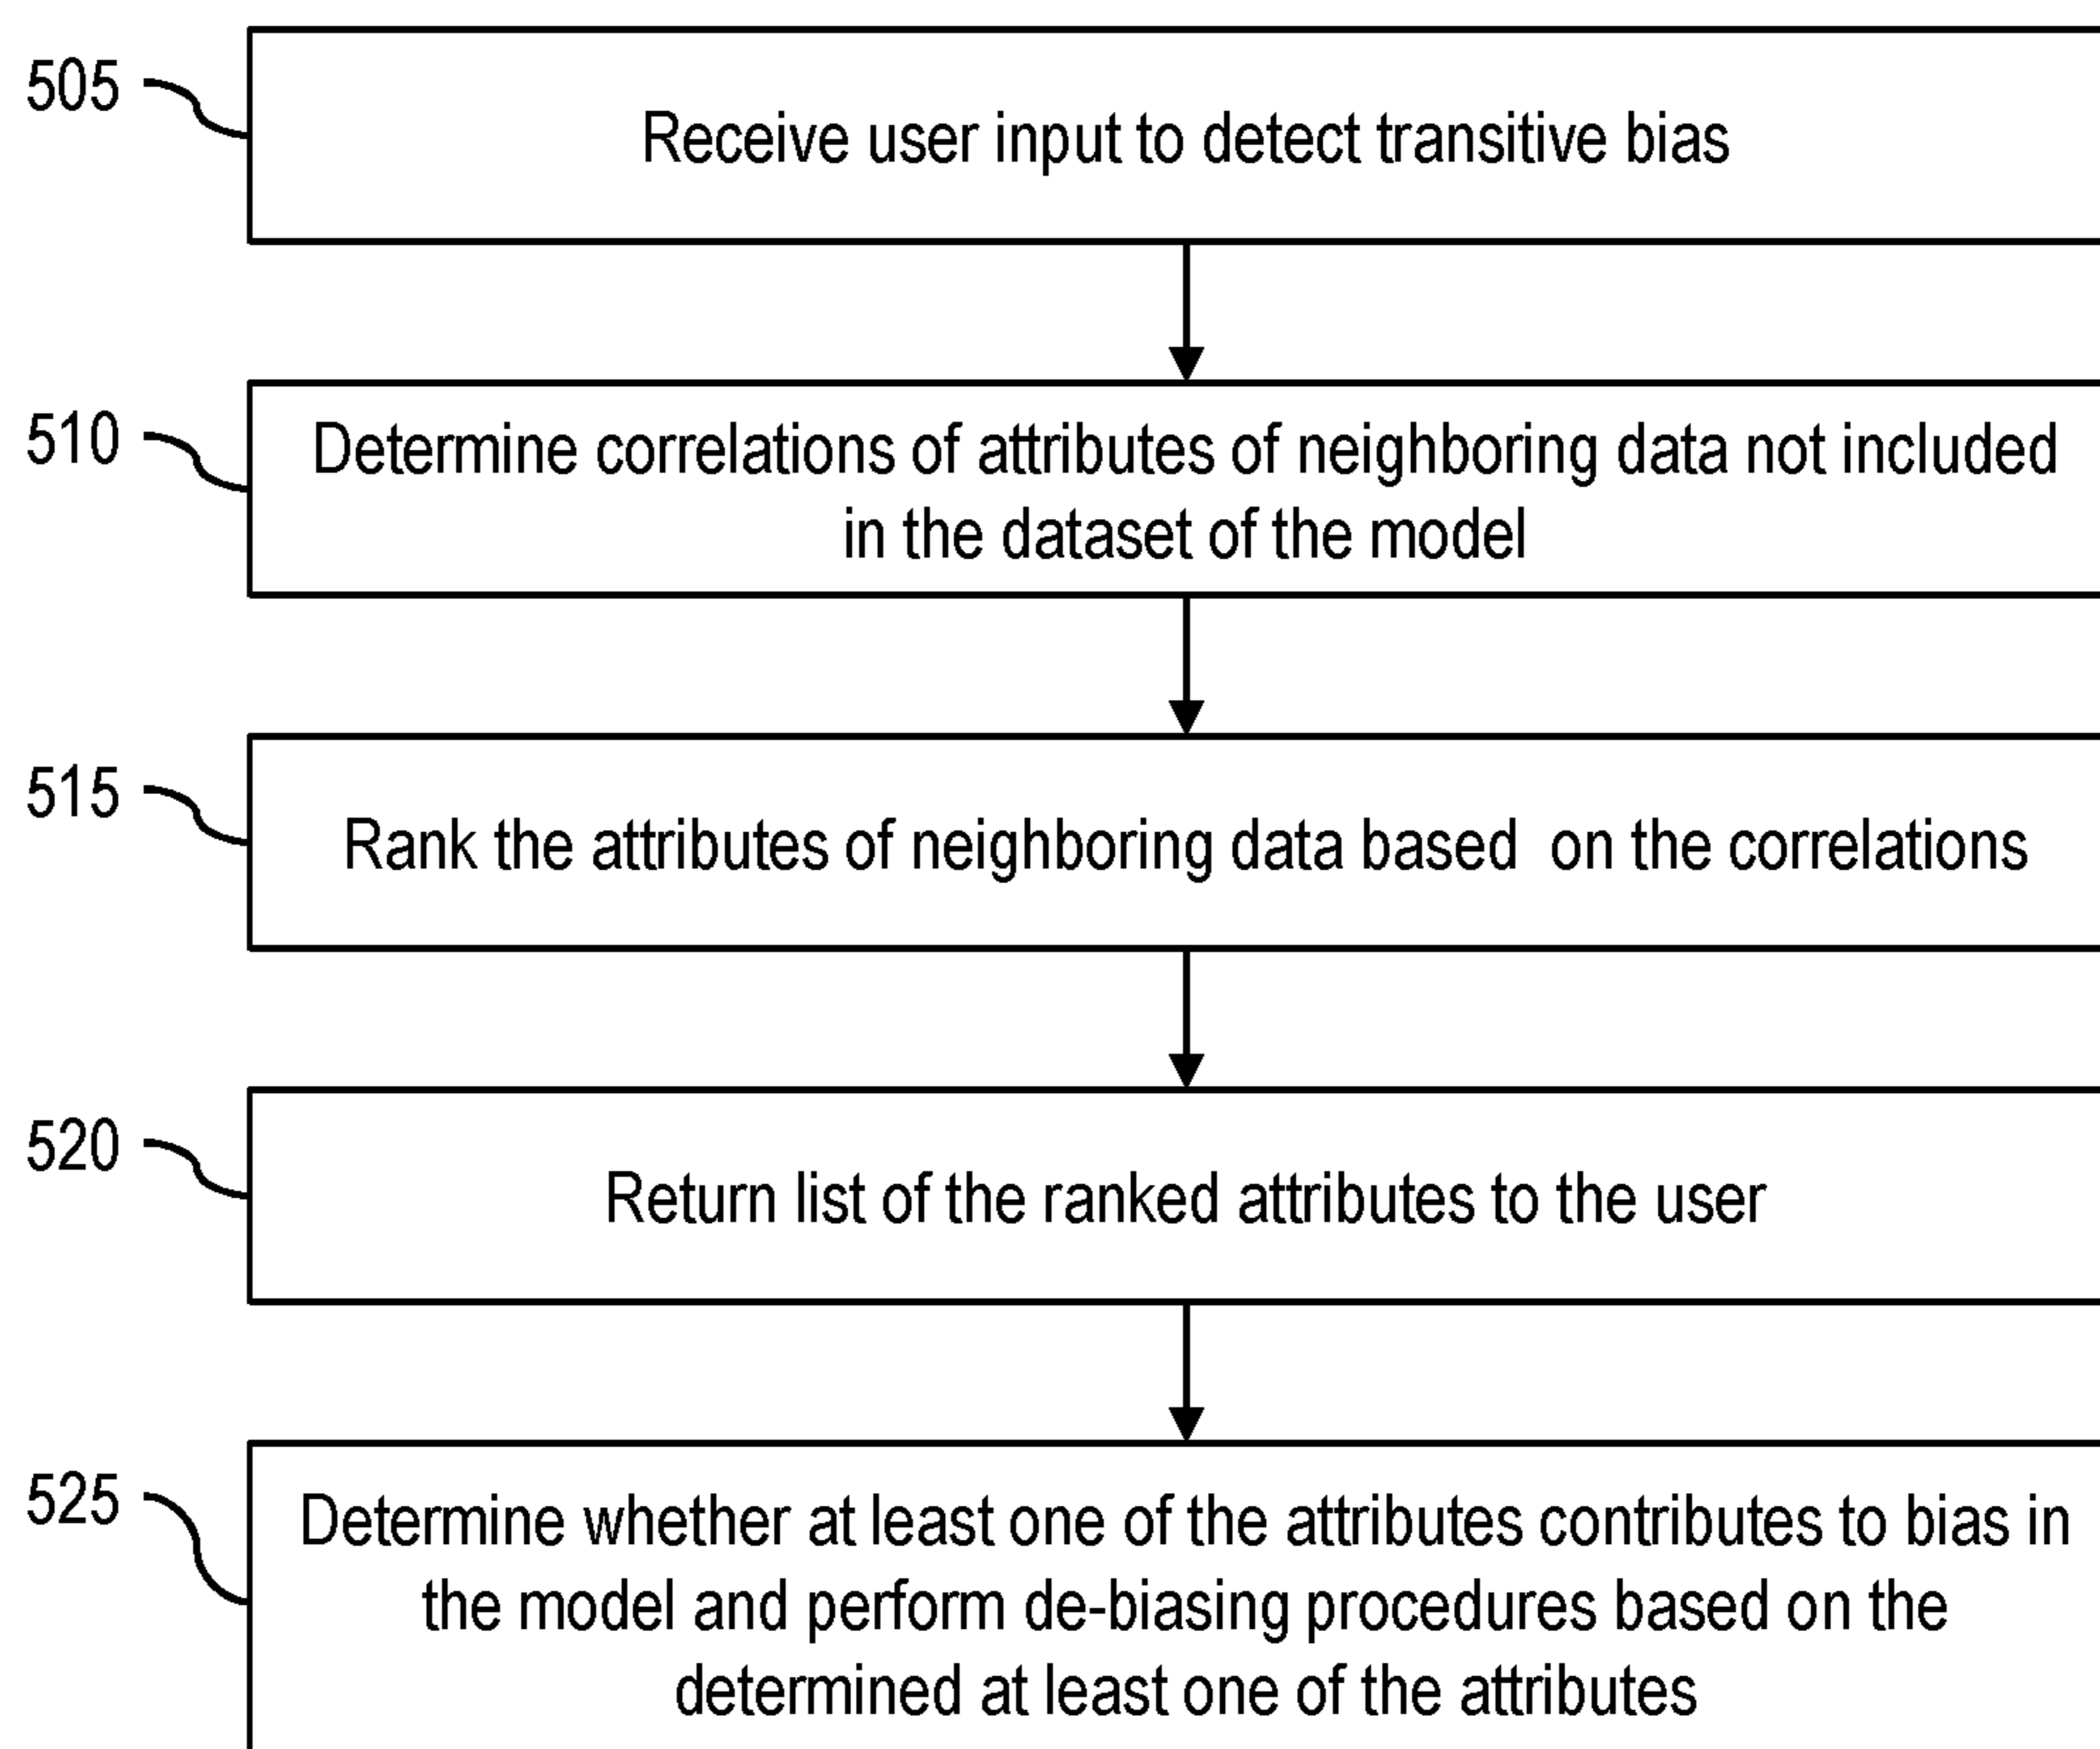 505
Receive user input to detect transitive bias
510
Determine correlations of attributes of neighboring data not included
in the dataset of the model
515
Rank the attributes of neighboring data based  on the correlations
520
Return list of the ranked attributes to the user
525
Determine whether at least one of the attributes contributes to bias in
the model and perform de-biasing procedures based on the
determined at least one of the attributes